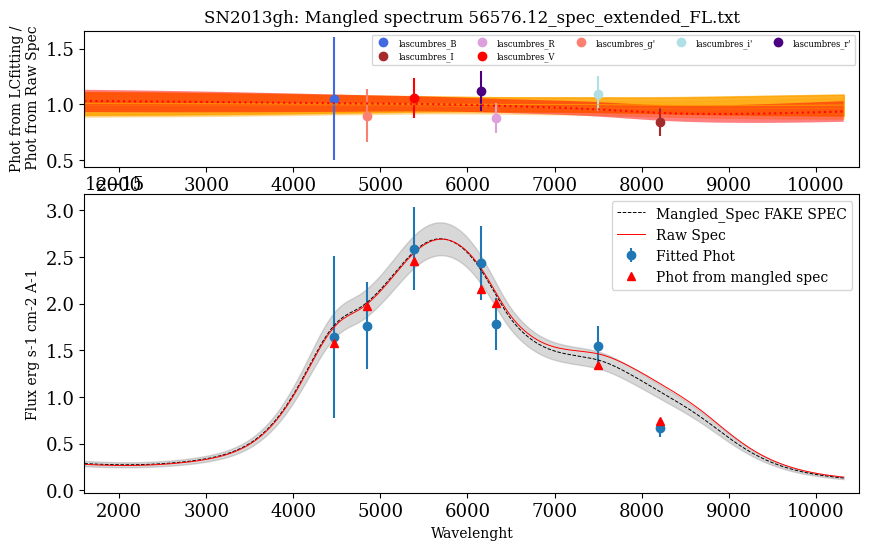 SN2013gh: Mangled spectrum 56576.12_spec_extended_FL.txt
Phot from LCfitting /
Phot from Raw Spec
1.5
1.0
0.5
lascumbres_B
lascumbres_R
lascumbres_g'
lascumbres_i'
lascumbres_r'
lascumbres_I
lascumbres_V
2000 3000 4000 5000 6000 7000 8000 9000 10000
1e−15
Flux erg s-1 cm-2 A-1
3.0
2.5
2.0
1.5
1.0
0.5
0.0
Mangled_Spec FAKE SPEC
Raw Spec
Fitted Phot
Phot from mangled spec
2000 3000 4000 5000 6000 7000 8000 9000 10000
Wavelenght